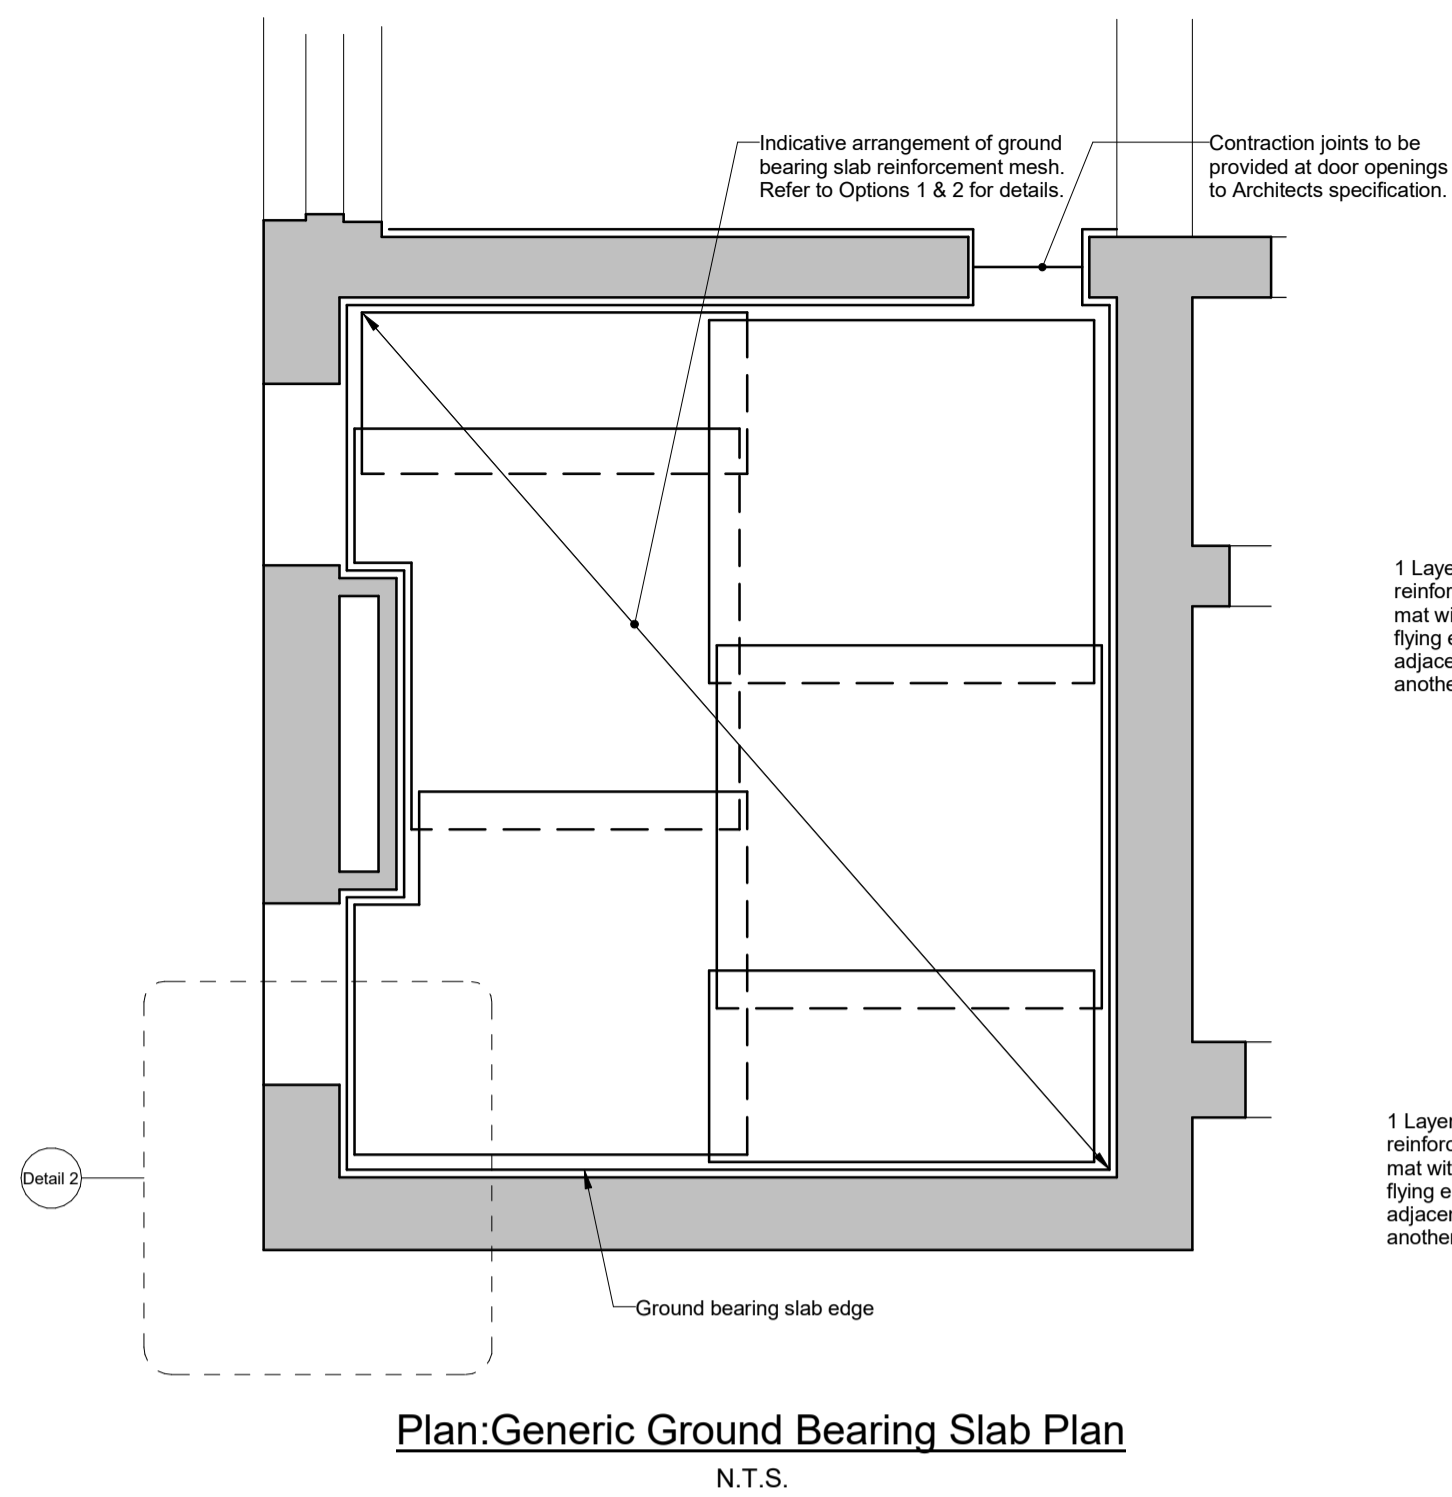 Indicative arrangement of ground
bearing slab reinforcement mesh.
Refer to Options 1 & 2 for details.
Contraction joints to be
provided at door openings
to Architects specification.
1 Laye
reinfor
mat wi
flying e
adjace
anothe
1 Layer
reinforc
mat wit
flying e
adjacer
another
Detail 2
Ground bearing slab edge
Plan:Generic Ground Bearing Slab Plan
N.T.S.